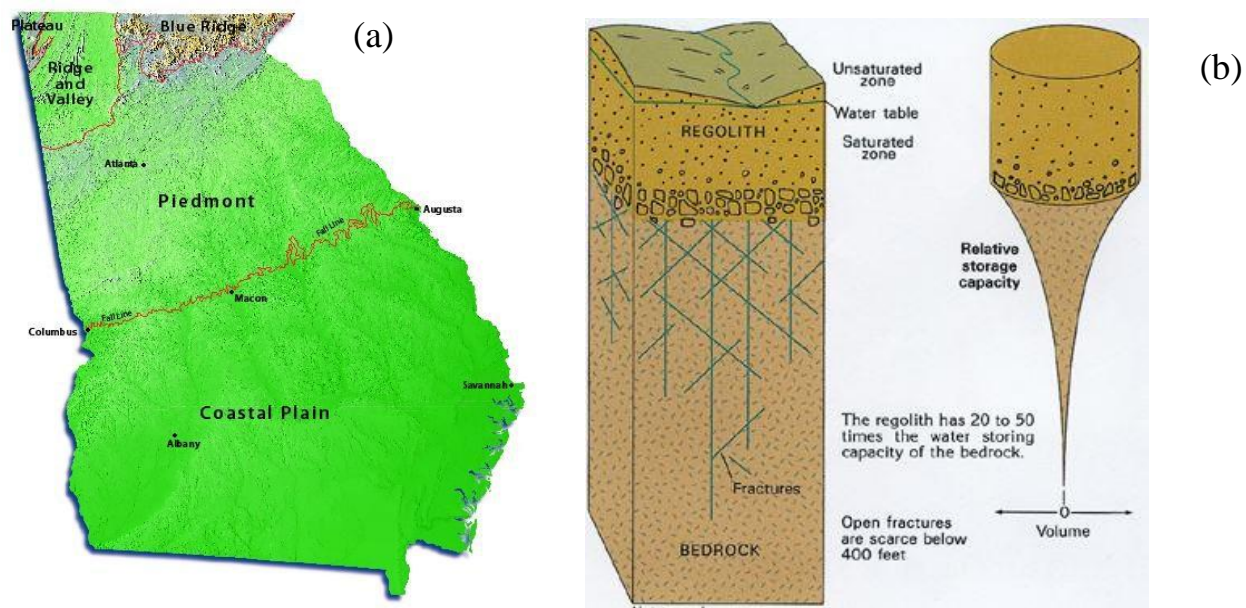 (a)
Plateau
Blue Ridge
Ridge
and
Valley
Atlanta
Piedmont
Augusta
Fall Line
Macon
Fall Line
Columbus
Savannah
Coastal Plain
Albany
(b)
Unsaturated
zone
Water table
REGOLITH
Saturated
zone
Relative
storage
capacity
The regolith has 20 to 50
times the water storing
capacity of the bedrock.
Fractures
0
Volume
Open fractures
are scarce below
400 feet
BEDROCK